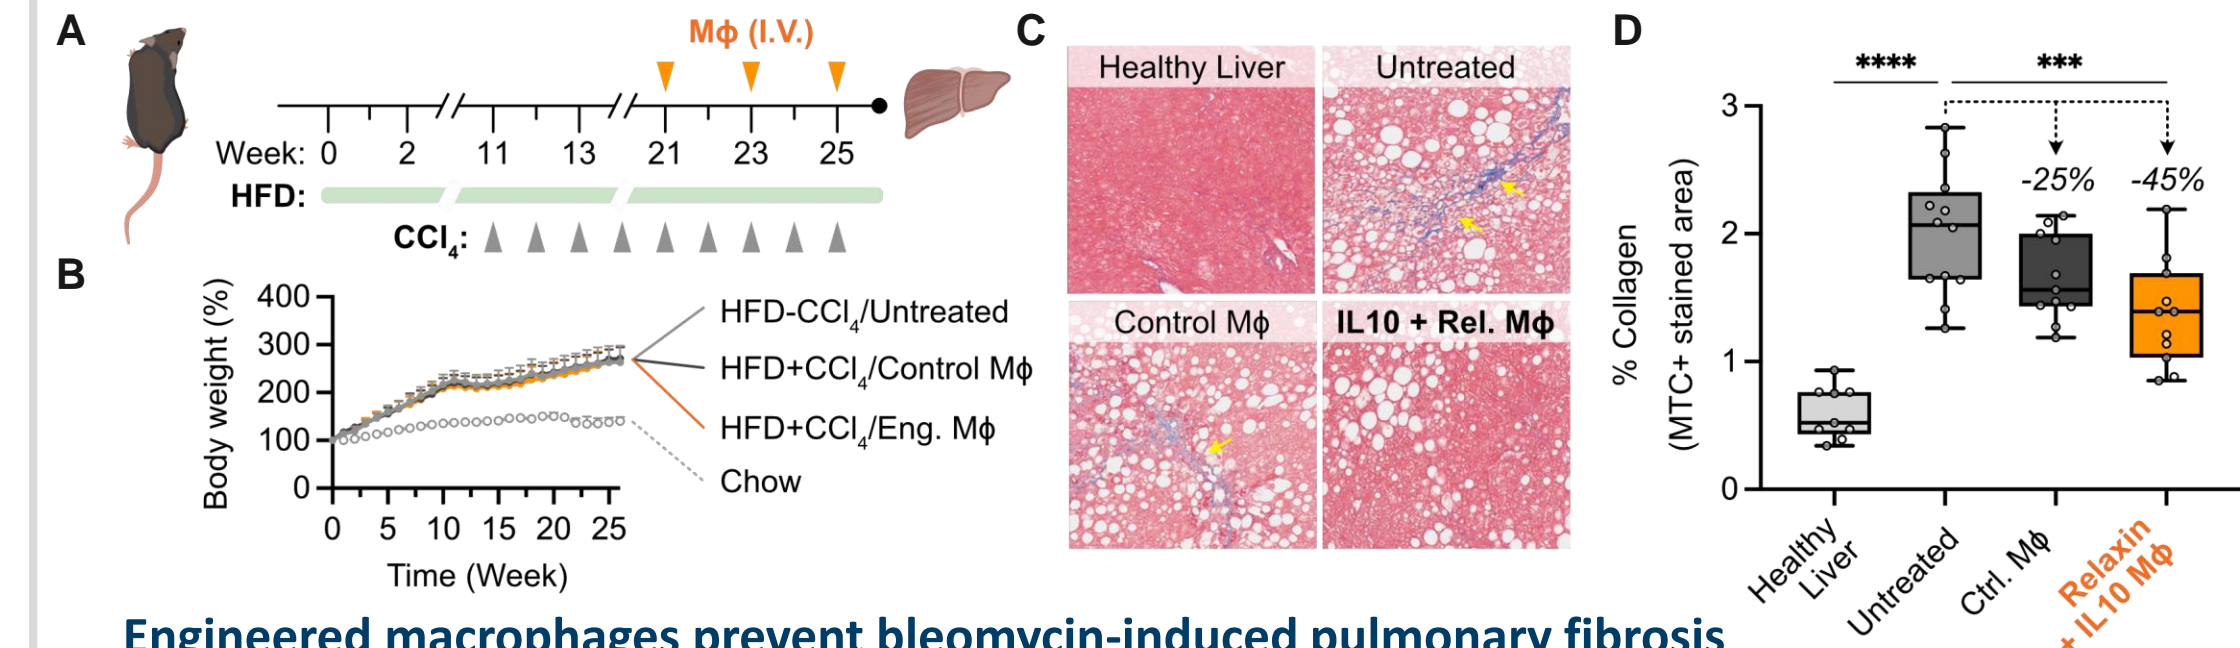 A
Mϕ (I.V.)
Week: 0 2 11 13 21 23 25
HFD:
CCl4:
B
Body weight (%)
400
300
200
100
0
0 5 10 15 20 25
Time (Week)
HFD-CCl4/Untreated
HFD+CCl4/Control Mϕ
HFD+CCl4/Eng. Mϕ
Chow
C
Healthy Liver
Untreated
Control Mϕ
IL10 + Rel. Mϕ
D
% Collagen
(MTC+ stained area)
****
***
-25%
-45%
3
2
1
0
Healthy
Liver
Untreated
Ctrl. Mϕ
Relaxin
+ IL10 Mϕ
Engineered macrophages prevent bleomycin-induced pulmonary fibrosis